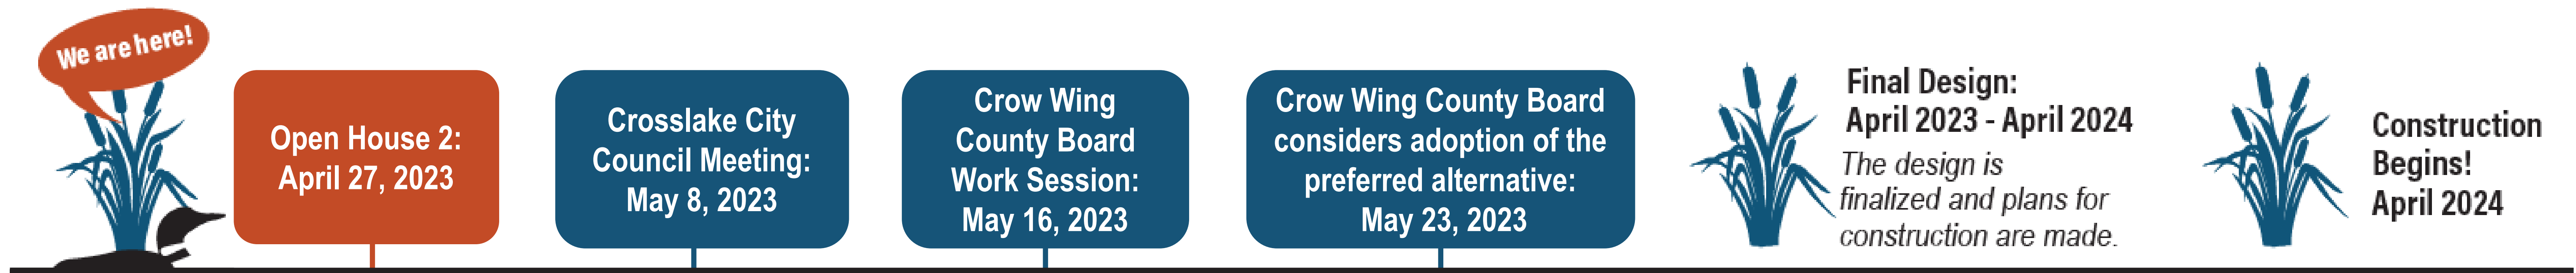 We are here!
Open House 2:
April 27, 2023
Crosslake City
Council Meeting:
May 8, 2023
Crow Wing
County Board
Work Session:
May 16, 2023
Crow Wing County Board
considers adoption of the
preferred alternative:
May 23, 2023
Final Design:
April 2023 - April 2024
The design is
finalized and plans for
construction are made.
Construction
Begins!
April 2024